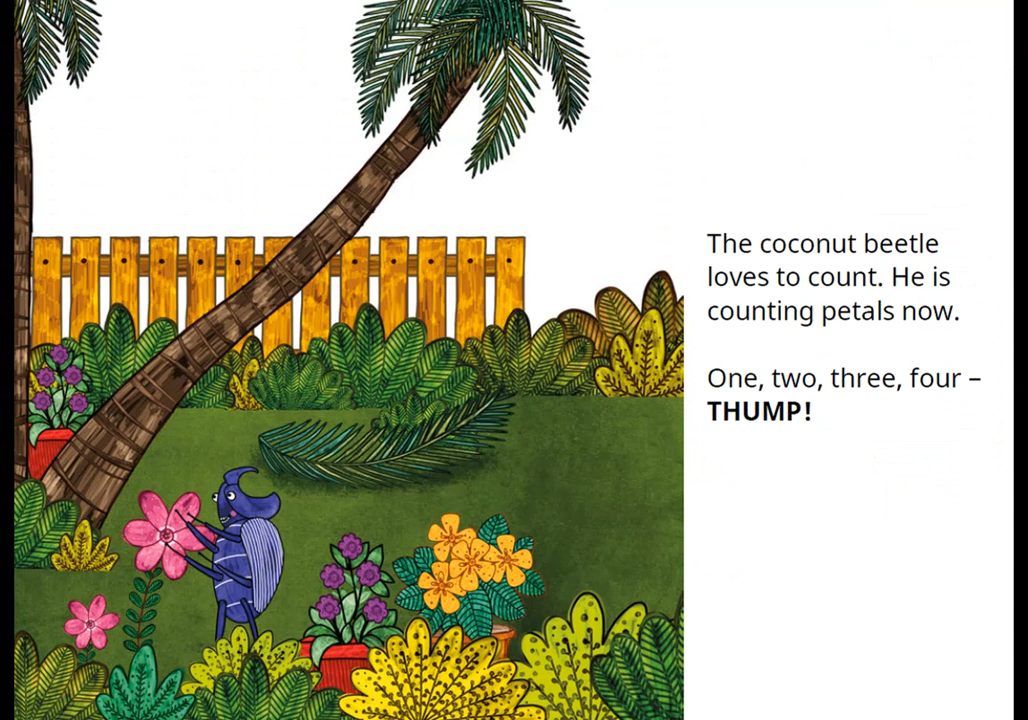 The coconut beetle
loves to count. He is
counting petals now.
One, two, three, four –
THUMP!